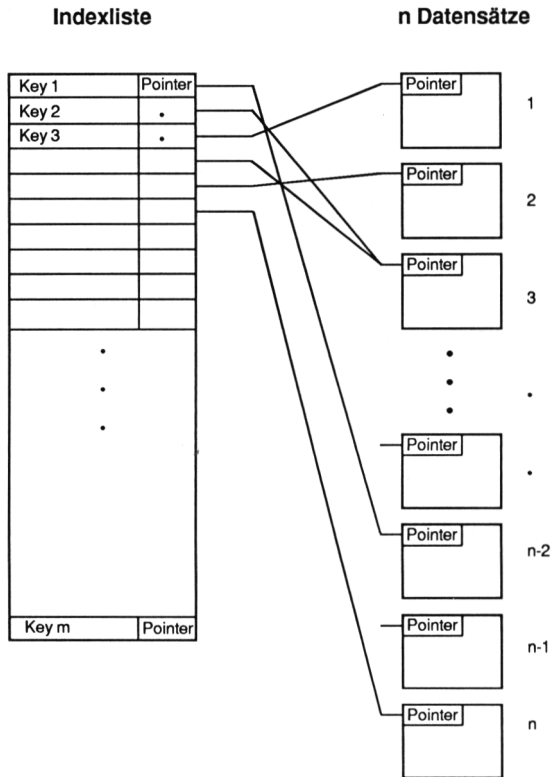 Indexliste
n Datensätze
Key 1 Pointer
Key 2
Key 3
Key m Pointer
Pointer 1
Pointer 2
Pointer 3
Pointer
Pointer n-2
Pointer n-1
Pointer n